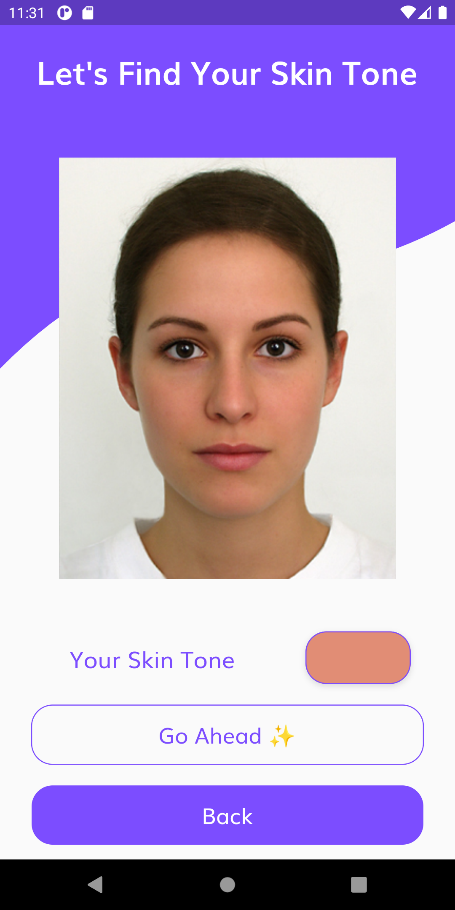 11:31
Let's Find Your Skin Tone
Your Skin Tone
Go Ahead ✨
Back